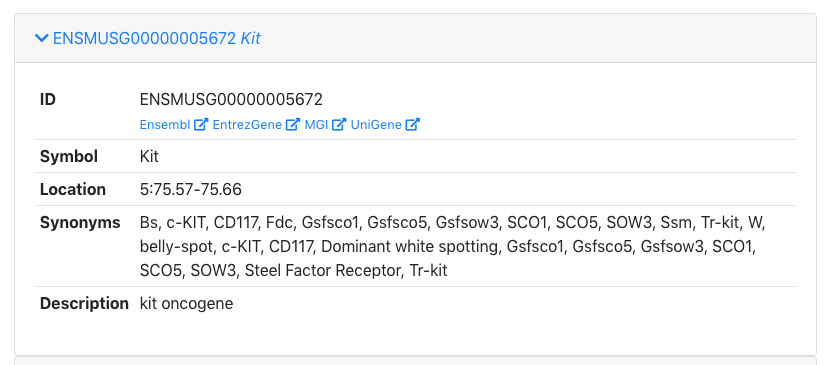 ENSMUSG00000005672 Kit
ID ENSMUSG00000005672
Ensembl EntrezGene MGI UniGene
Symbol Kit
Location 5:75.57-75.66
Synonyms Bs, c-KIT, CD117, Fdc, Gsfsco1, Gsfsco5, Gsfsow3, SCO1, SCO5, SOW3, Ssm, Tr-kit, W,
belly-spot, c-KIT, CD117, Dominant white spotting, Gsfsco1, Gsfsco5, Gsfsow3, SCO1,
SCO5, SOW3, Steel Factor Receptor, Tr-kit
Description kit oncogene